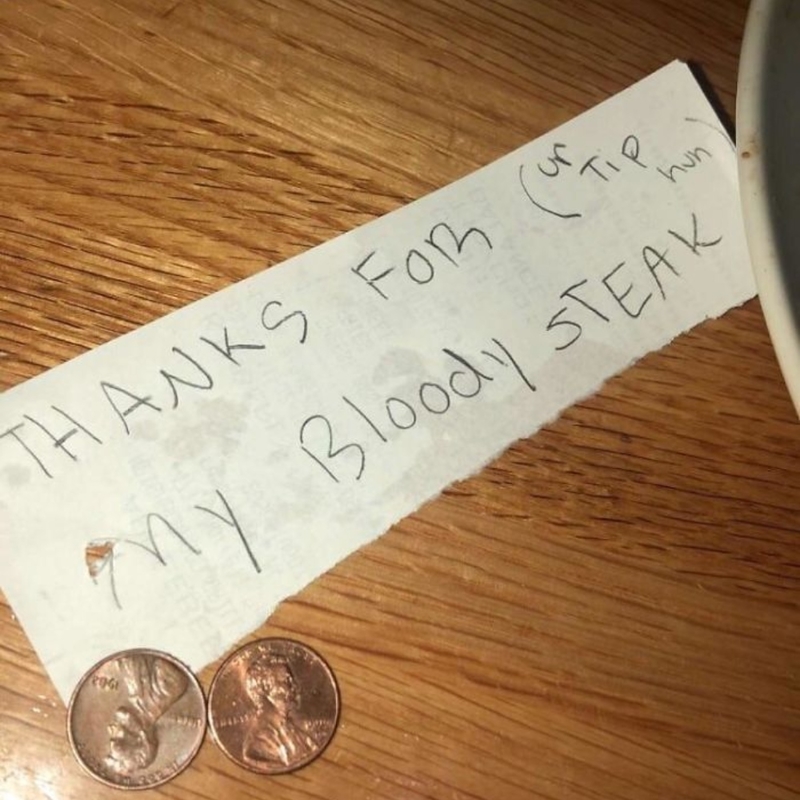 THANKS FOR (ur TiP hun)
My Bloody STEAK